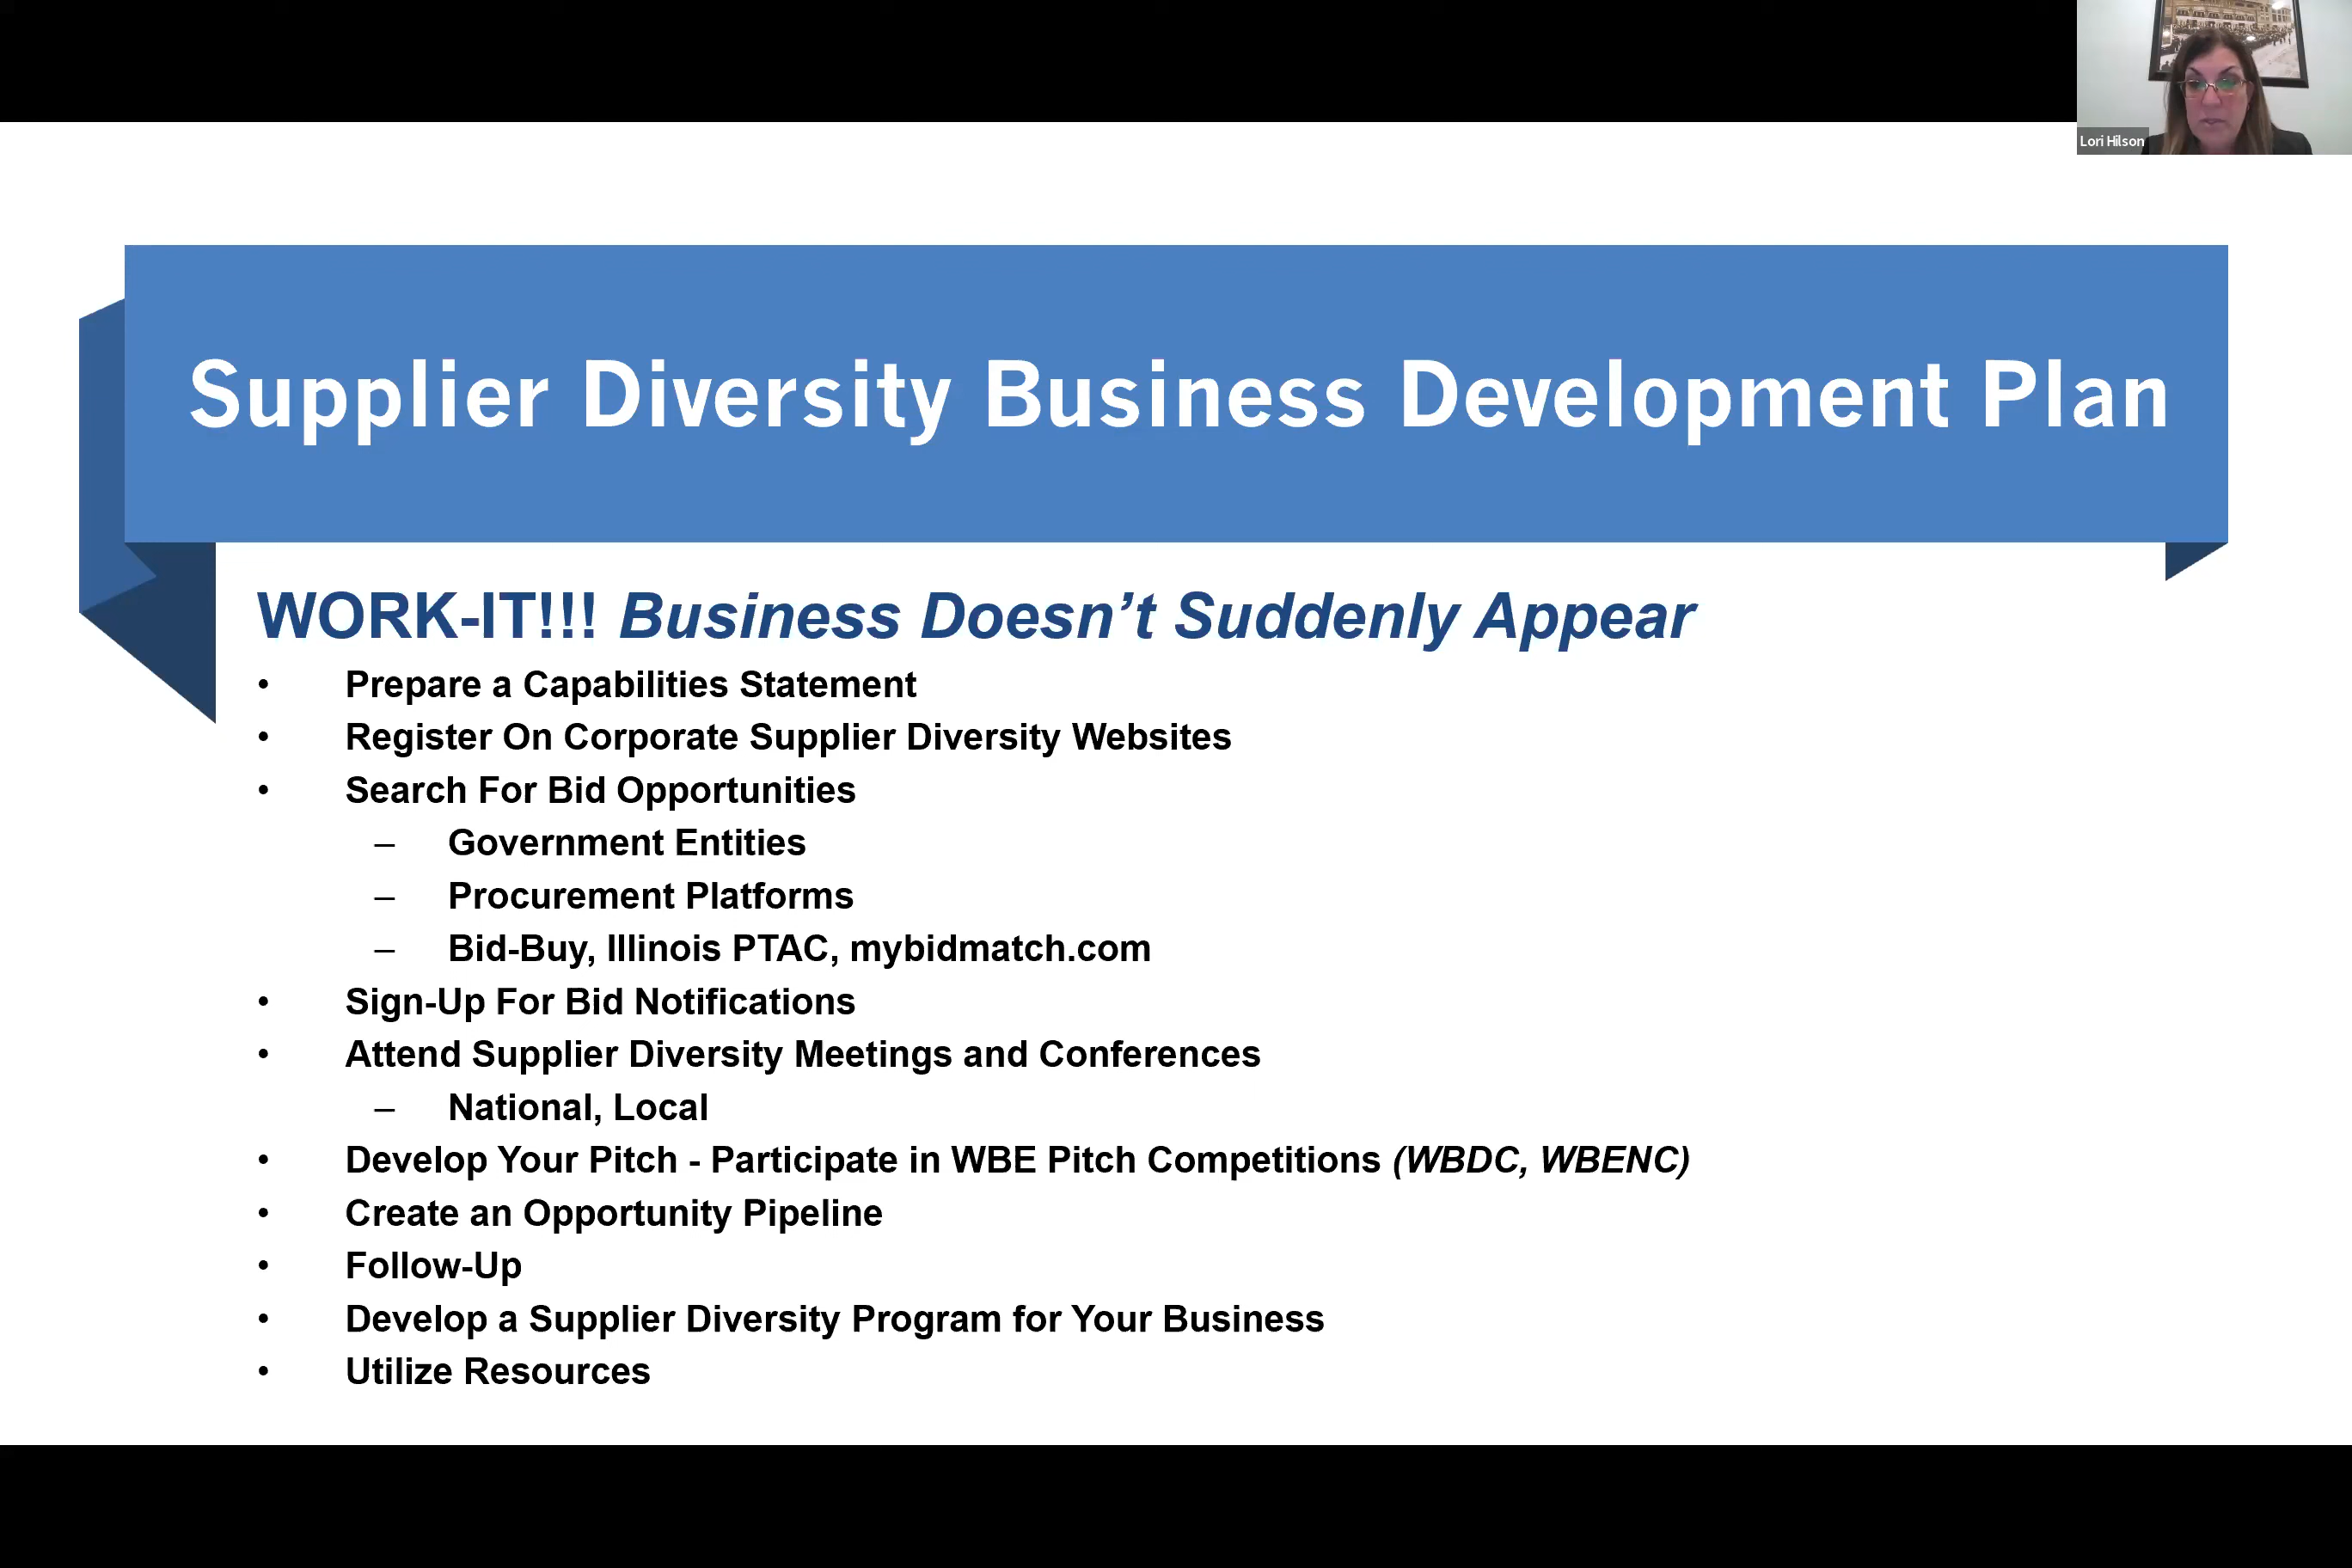 Lori Hilson
Supplier Diversity Business Development Plan
WORK-IT!!! Business Doesn’t Suddenly Appear
• Prepare a Capabilities Statement
• Register On Corporate Supplier Diversity Websites
• Search For Bid Opportunities
– Government Entities
– Procurement Platforms
– Bid-Buy, Illinois PTAC, mybidmatch.com
• Sign-Up For Bid Notifications
• Attend Supplier Diversity Meetings and Conferences
– National, Local
• Develop Your Pitch - Participate in WBE Pitch Competitions (WBDC, WBENC)
• Create an Opportunity Pipeline
• Follow-Up
• Develop a Supplier Diversity Program for Your Business
• Utilize Resources